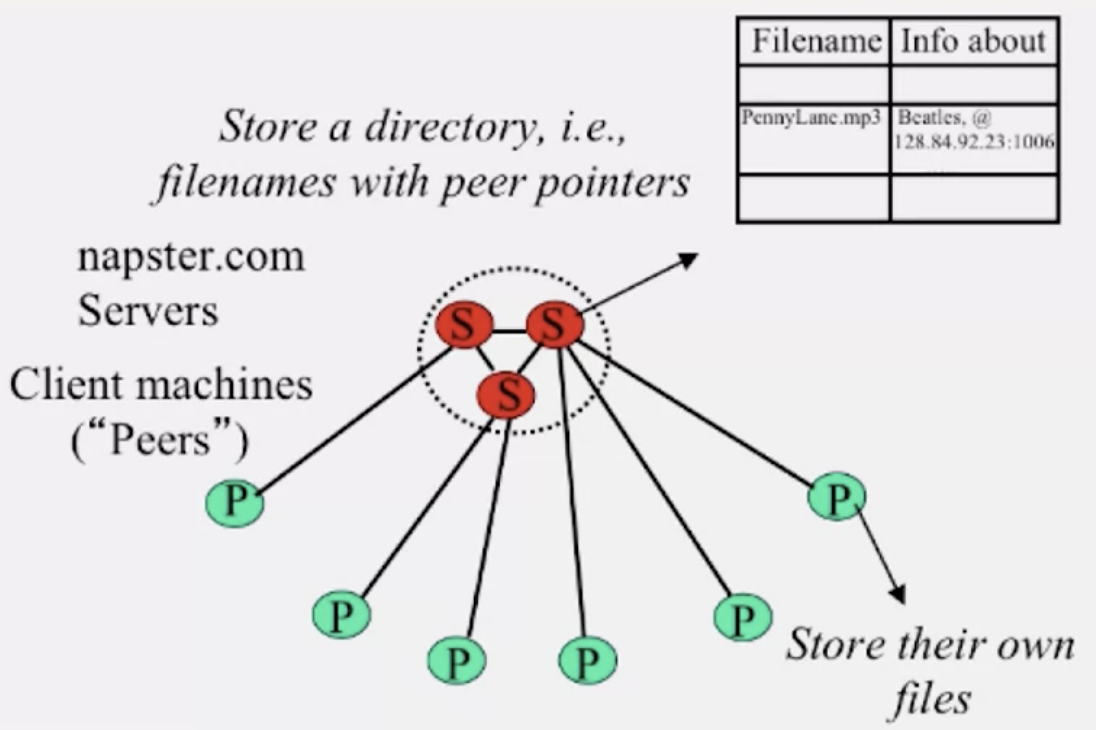 Filename Info about
PennyLane.mp3 Beatles, @
128.84.92.23:1006
Store a directory, i.e.,
filenames with peer pointers
napster.com
Servers
S S
S
Client machines
(“Peers”)
P P
P P
P P
Store their own
files